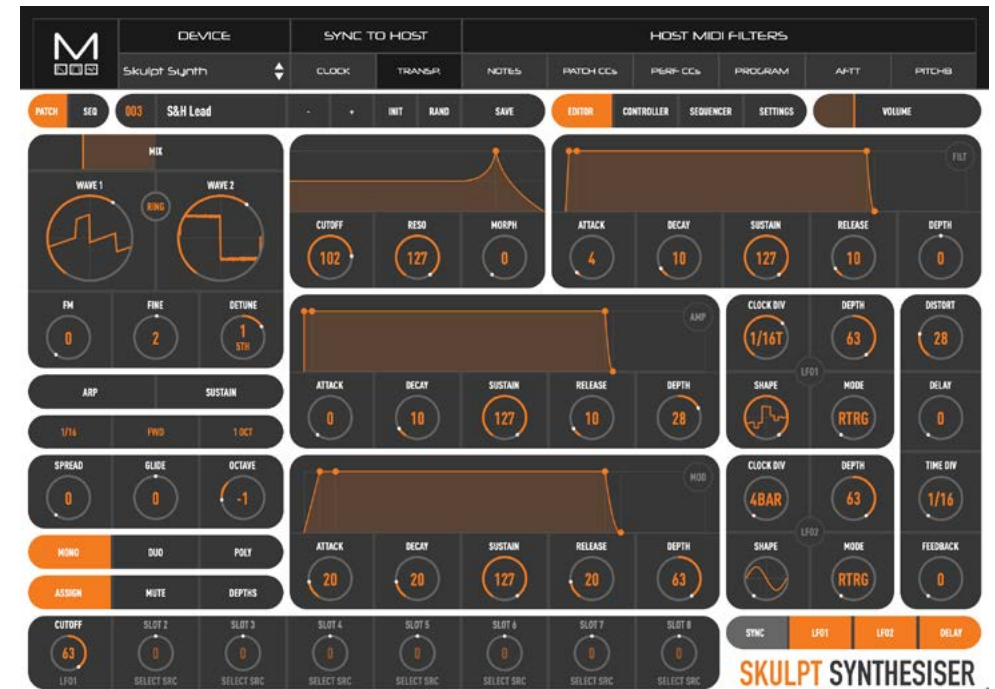 DEVICE SYNC TO HOST HOST MIDI FILTERS
Skulpt Synth CLOCK TRANSP. NOTES PATCH CCs PERF CCs PROGRAM AFTT PITCHB
PATCH SEQ 003 S&H Lead - + INIT RAND SAVE EDITOR CONTROLLER SEQUENCER SETTINGS VOLUME
MIX
WAVE 1 WAVE 2
RING
FM FINE DETUNE
0 2 1
5TH
CUTOFF RESO MORPH
102 127 0
FILT
ATTACK DECAY SUSTAIN RELEASE DEPTH
4 10 127 10 0
ARP SUSTAIN
1/16 FWD 1 OCT
SPREAD GLIDE OCTAVE
0 0 -1
MONO DUO POLY
ASSIGN MUTE DEPTHS
AMP
ATTACK DECAY SUSTAIN RELEASE DEPTH
0 10 127 10 28
MOD
ATTACK DECAY SUSTAIN RELEASE DEPTH
20 20 127 20 63
CLOCK DIV DEPTH
1/16T 63
LFO1
SHAPE MODE
RTRG
CLOCK DIV DEPTH
4BAR 63
LFO2
SHAPE MODE
RTRG
DISTORT
28
DELAY
0
TIME DIV
1/16
FEEDBACK
0
CUTOFF SLOT 2 SLOT 3 SLOT 4 SLOT 5 SLOT 6 SLOT 7 SLOT 8
63 0 0 0 0 0 0 0
LFO1 SELECT SRC SELECT SRC SELECT SRC SELECT SRC SELECT SRC SELECT SRC SELECT SRC
SYNC LFO1 LFO2 DELAY
SKULPT SYNTHESISER